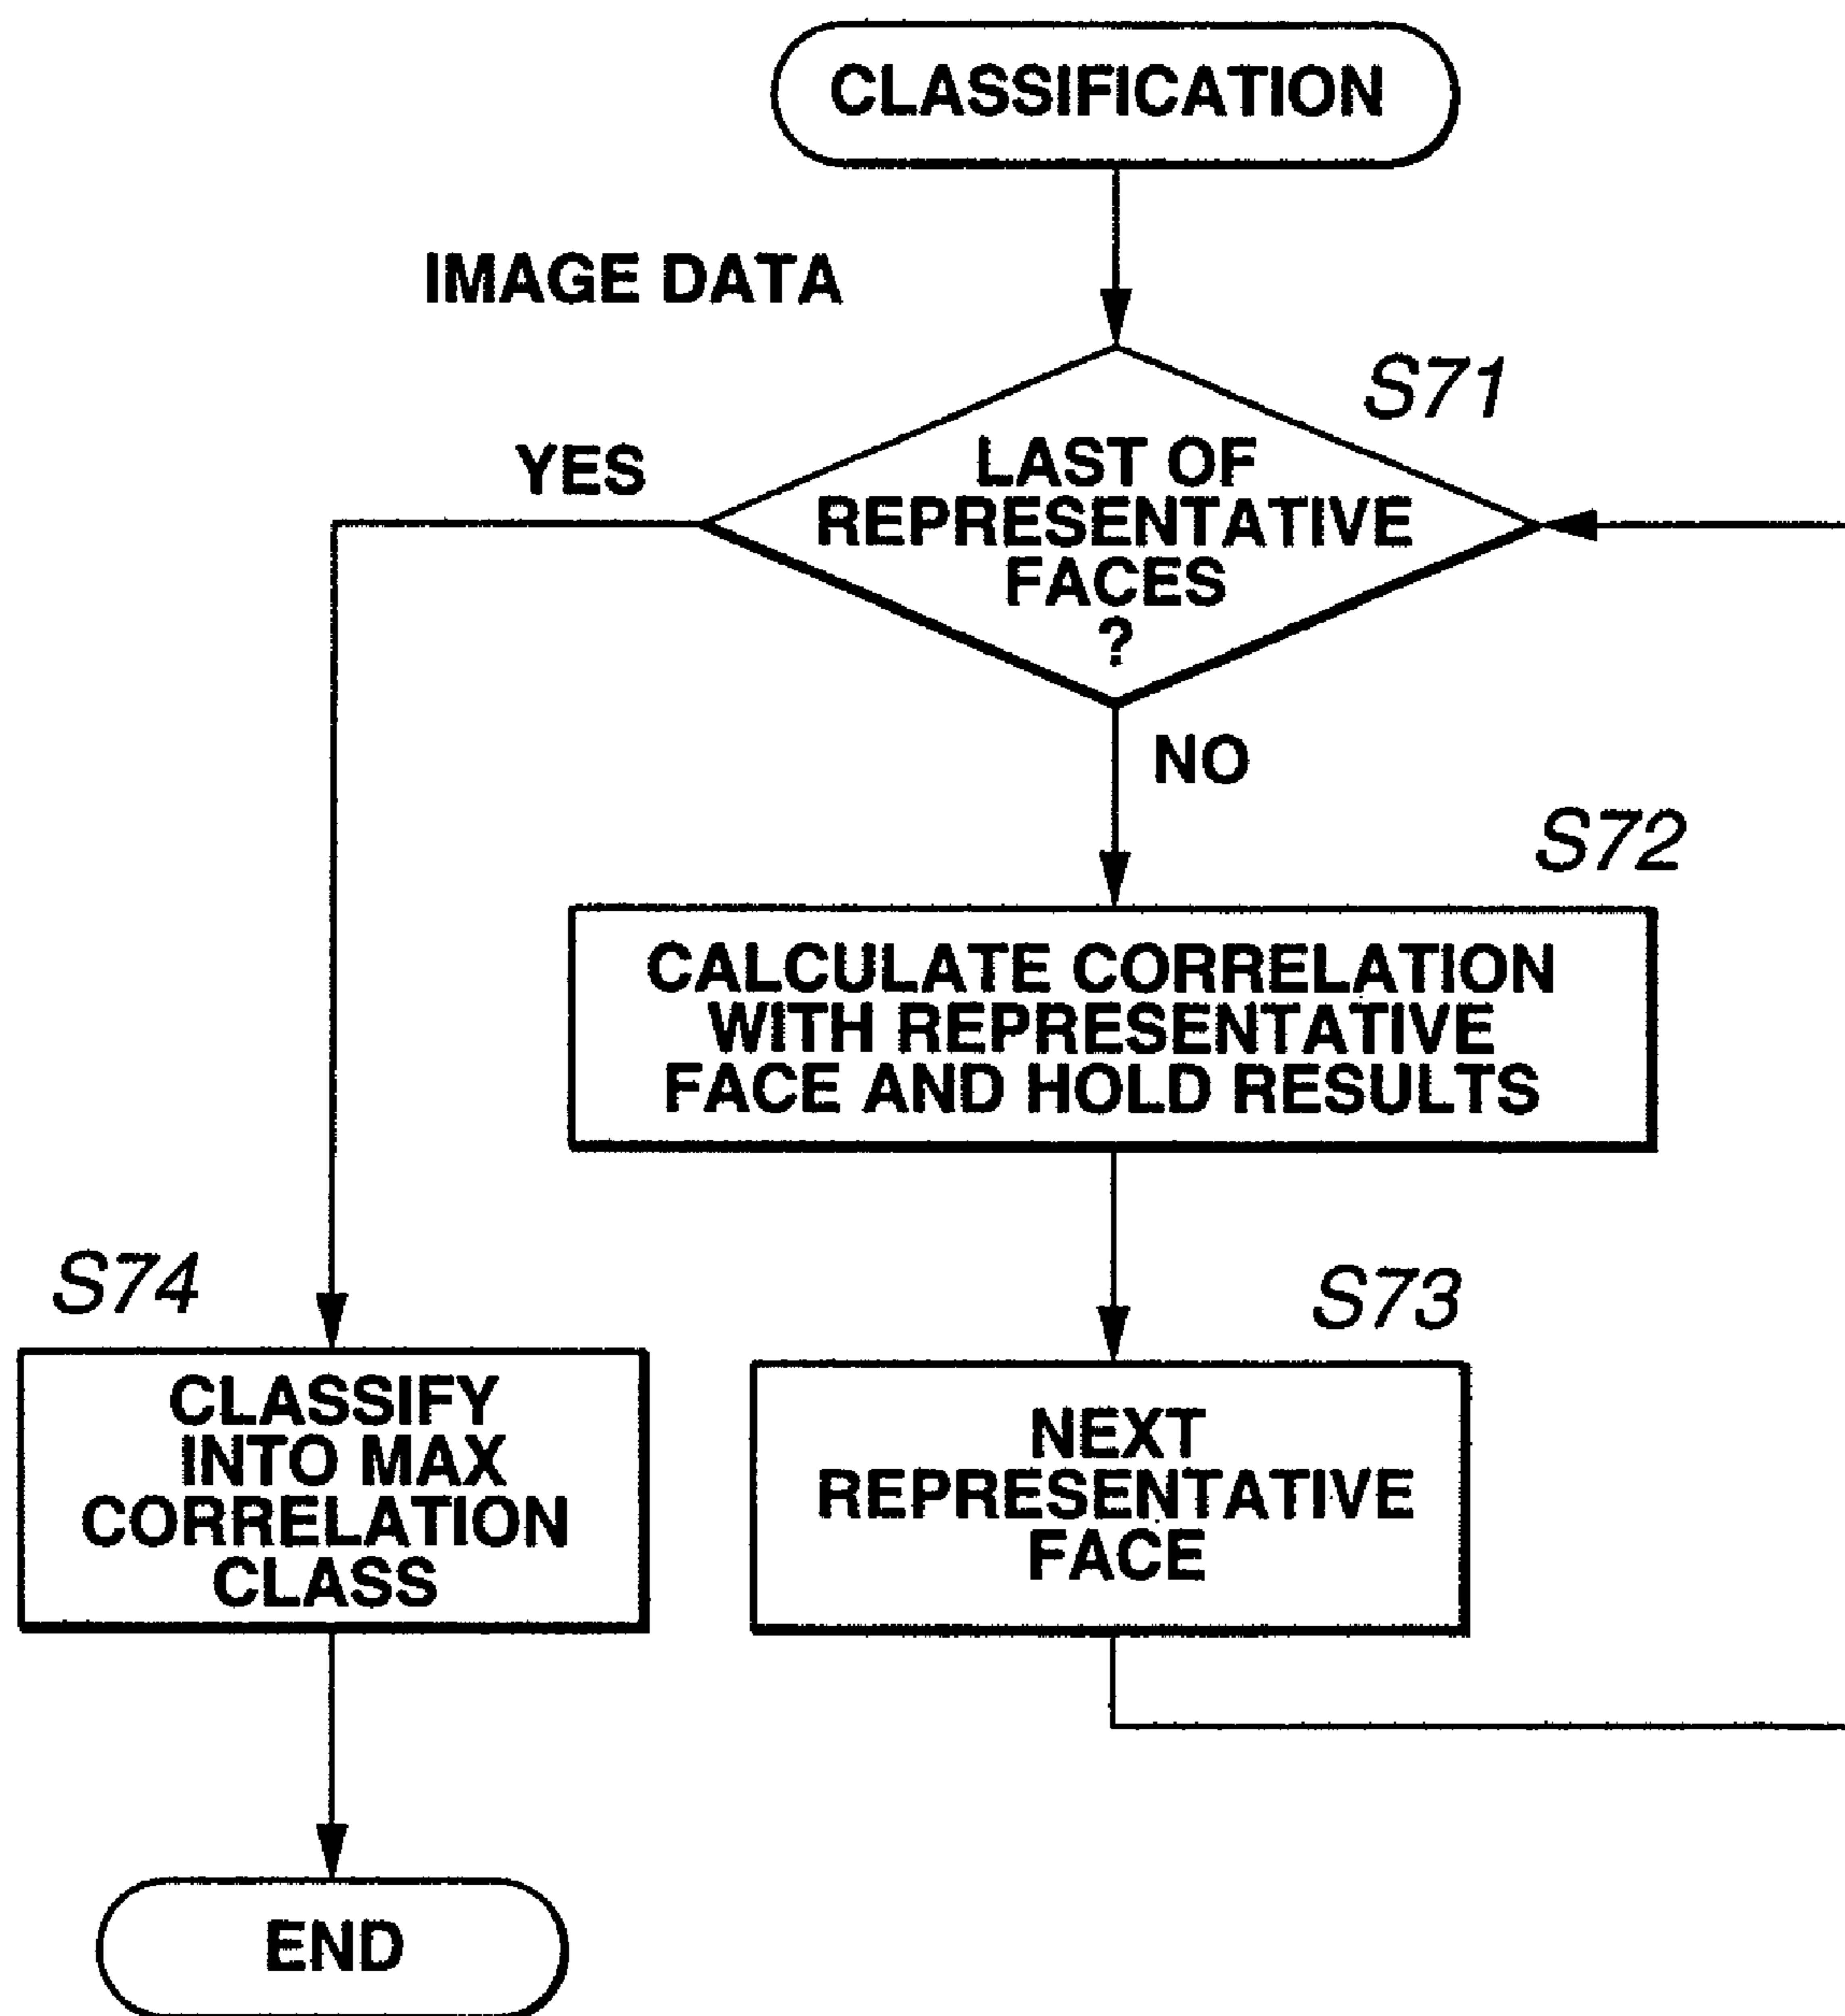 CLASSIFICATION
IMAGE DATA
S71
LAST OF
REPRESENTATIVE
FACES
?
YES
NO
S72
CALCULATE CORRELATION
WITH REPRESENTATIVE
FACE AND HOLD RESULTS
S74
CLASSIFY
INTO MAX
CORRELATION
CLASS
S73
NEXT
REPRESENTATIVE
FACE
END